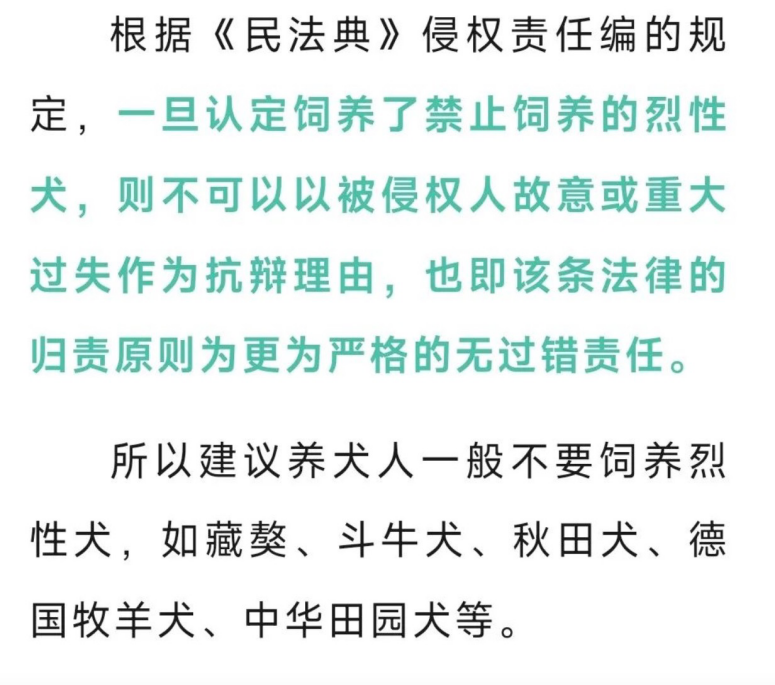 根据《民法典》侵权责任编的规
定，一旦认定饲养了禁止饲养的烈性
犬，则不可以以被侵权人故意或重大
过失作为抗辩理由，也即该条法律的
归责原则为更为严格的无过错责任。
所以建议养犬人一般不要饲养烈
性犬，如藏獒、斗牛犬、秋田犬、德
国牧羊犬、中华田园犬等。